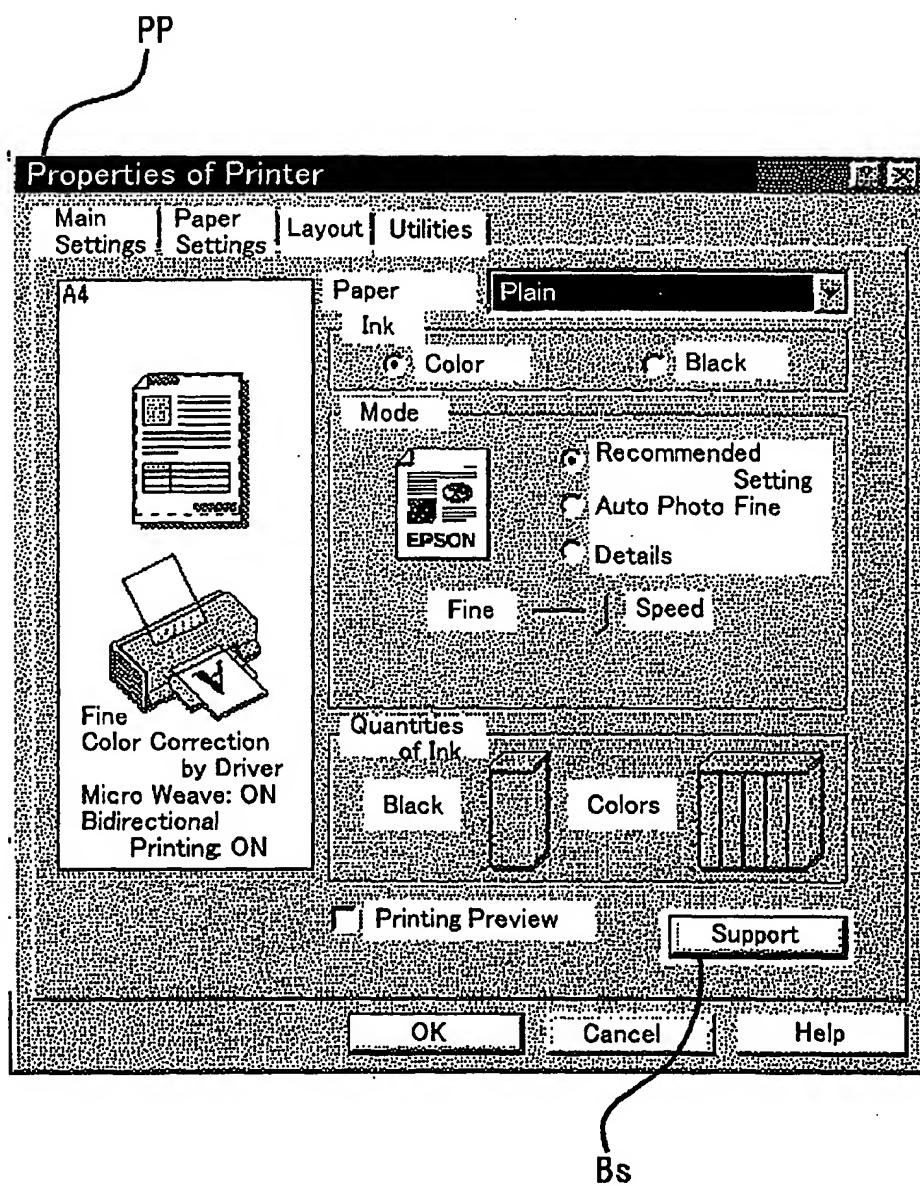 PP
Properties of Printer
Main
Settings
Paper
Settings
Layout
Utilities
A4
Paper
Plain
Ink
Color
Black
Mode
EPSON
Recommended
Setting
Auto Photo Fine
Details
Fine
Speed
Fine
Color Correction
by Driver
Micro Weave: ON
Bidirectional
Printing: ON
Quantities
of Ink
Black
Colors
Printing Preview
Support
OK
Cancel
Help
Bs